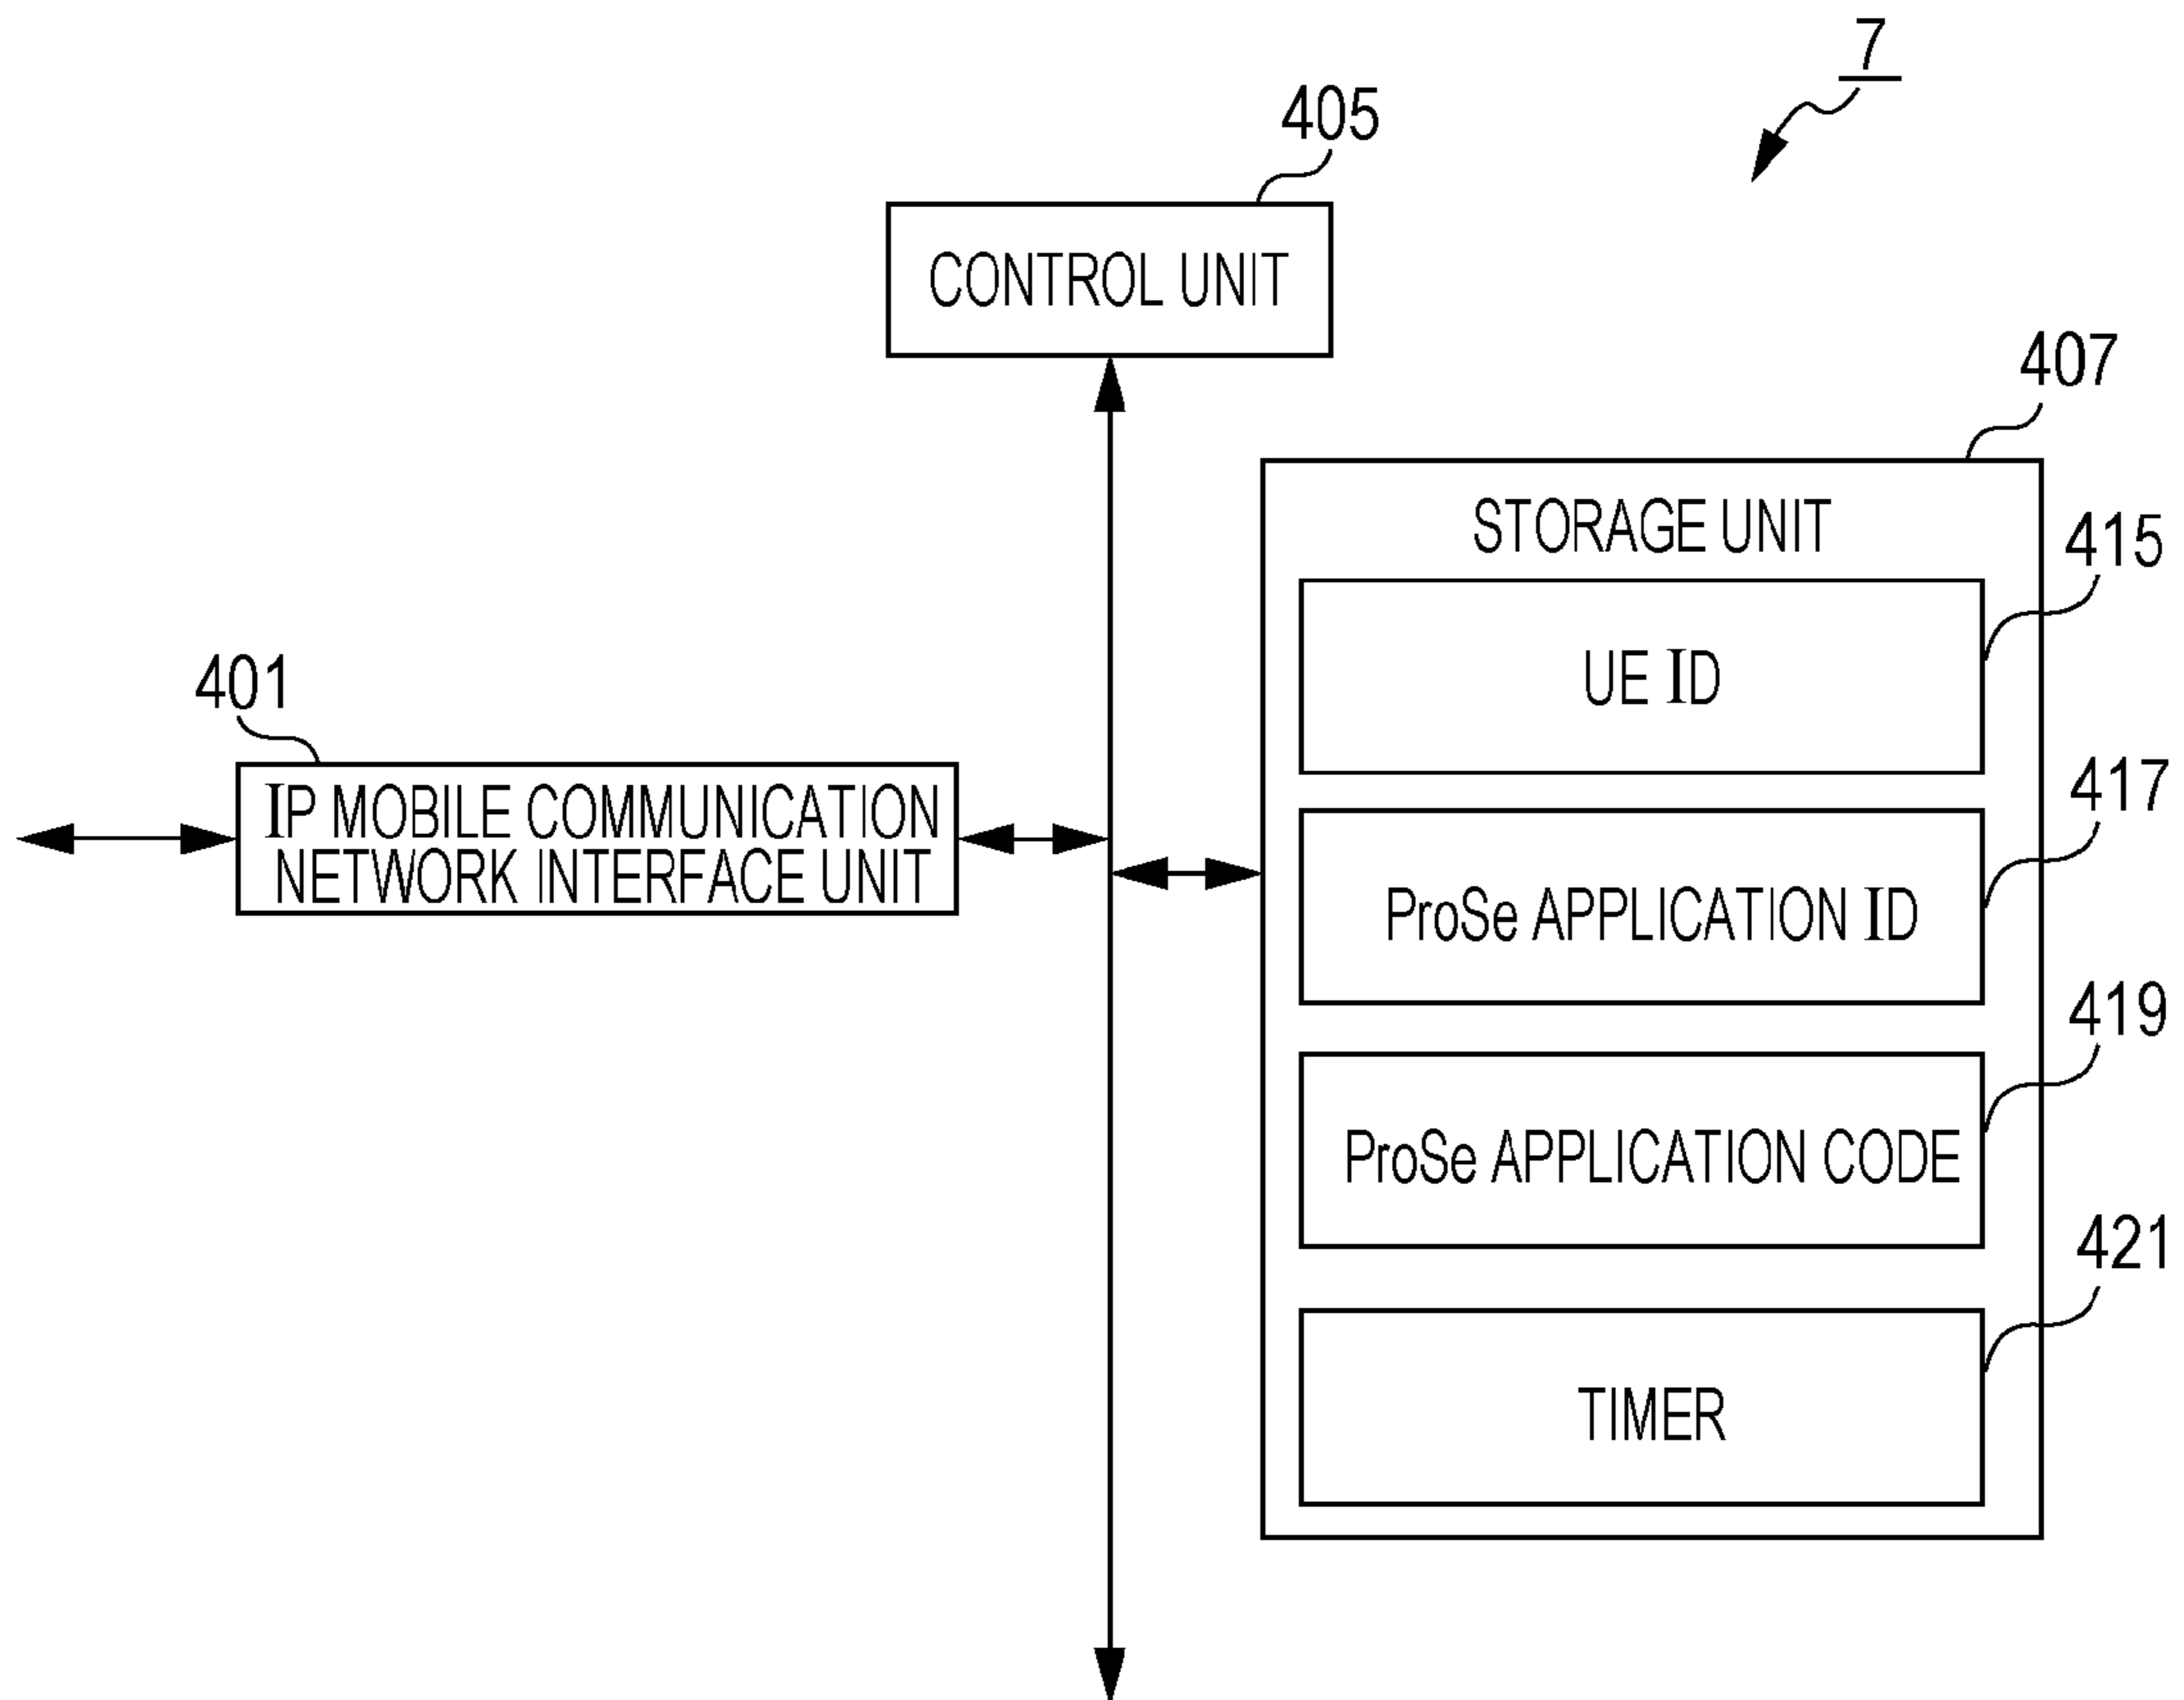 7
405
CONTROL UNIT
407
STORAGE UNIT
415
UE ID
401
IP MOBILE COMMUNICATION
NETWORK INTERFACE UNIT
417
ProSe APPLICATION ID
419
ProSe APPLICATION CODE
421
TIMER